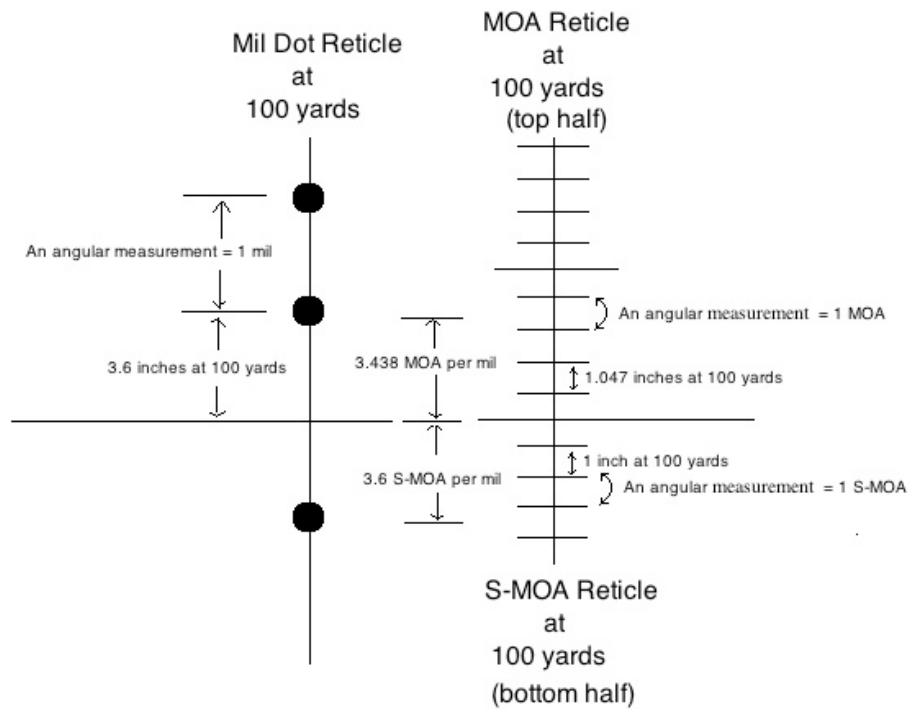 Mil Dot Reticle
at
100 yards
MOA Reticle
at
100 yards
(top half)
An angular measurement = 1 mil
3.6 inches at 100 yards
3.438 MOA per mil
3.6 S-MOA per mil
An angular measurement = 1 MOA
1.047 inches at 100 yards
1 inch at 100 yards
An angular measurement = 1 S-MOA
S-MOA Reticle
at
100 yards
(bottom half)